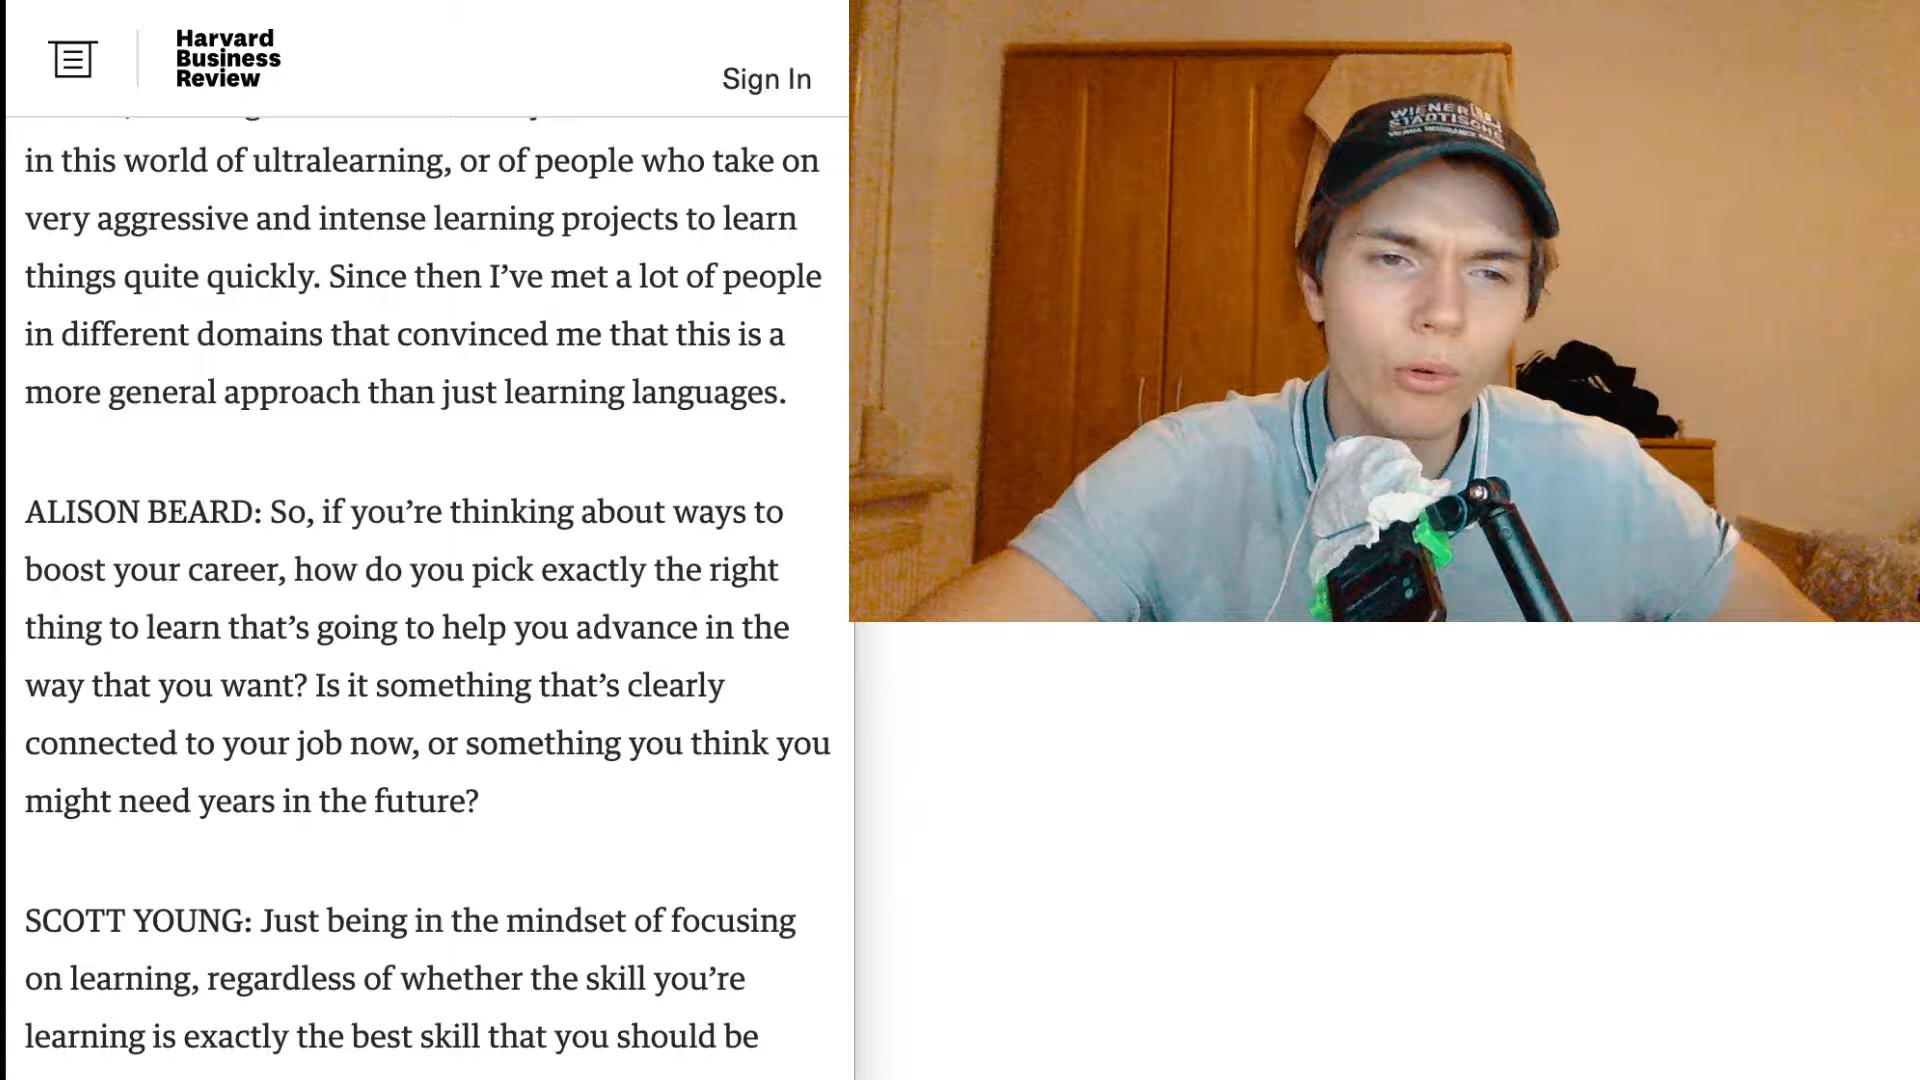 Harvard
Business
Review
Sign In
in this world of ultralearning, or of people who take on
very aggressive and intense learning projects to learn
things quite quickly. Since then I’ve met a lot of people
in different domains that convinced me that this is a
more general approach than just learning languages.
ALISON BEARD: So, if you’re thinking about ways to
boost your career, how do you pick exactly the right
thing to learn that’s going to help you advance in the
way that you want? Is it something that’s clearly
connected to your job now, or something you think you
might need years in the future?
SCOTT YOUNG: Just being in the mindset of focusing
on learning, regardless of whether the skill you’re
learning is exactly the best skill that you should be
WIENER
STÄDTISCHE